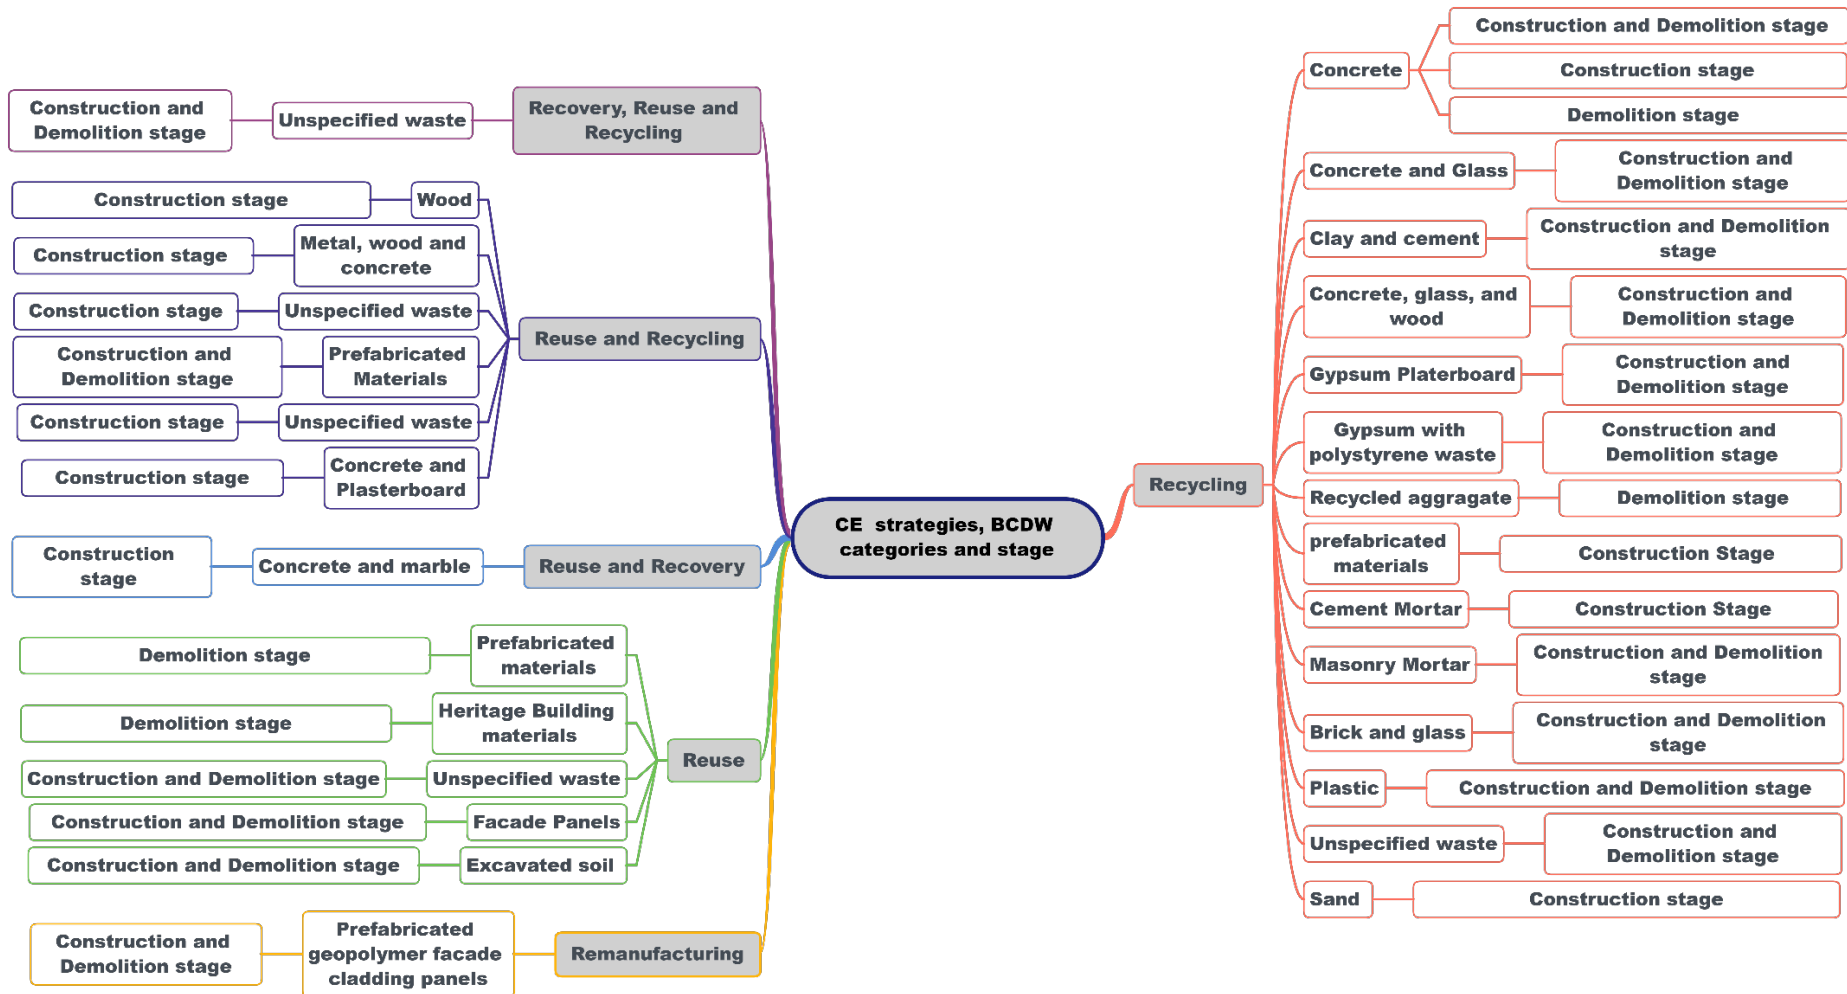 CE strategies, BCDW
categories and stage
Recovery, Reuse and
Recycling
Unspecified waste
Construction and
Demolition stage
Reuse and Recycling
Wood
Construction stage
Metal, wood and
concrete
Construction stage
Unspecified waste
Construction stage
Prefabricated
Materials
Construction and
Demolition stage
Unspecified waste
Construction stage
Concrete and
Plasterboard
Construction stage
Reuse and Recovery
Concrete and marble
Construction
stage
Reuse
Prefabricated
materials
Demolition stage
Heritage Building
materials
Demolition stage
Unspecified waste
Construction and Demolition stage
Facade Panels
Construction and Demolition stage
Excavated soil
Construction and Demolition stage
Remanufacturing
Prefabricated
geopolymer facade
cladding panels
Construction and
Demolition stage
Recycling
Concrete
Construction and Demolition stage
Construction stage
Demolition stage
Concrete and Glass
Construction and
Demolition stage
Clay and cement
Construction and Demolition
stage
Concrete, glass, and
wood
Construction and
Demolition stage
Gypsum Platerboard
Construction and
Demolition stage
Gypsum with
polystyrene waste
Construction and
Demolition stage
Recycled aggragate
Demolition stage
prefabricated
materials
Construction Stage
Cement Mortar
Construction Stage
Masonry Mortar
Construction and Demolition
stage
Brick and glass
Construction and Demolition
stage
Plastic
Construction and Demolition stage
Unspecified waste
Construction and
Demolition stage
Sand
Construction stage